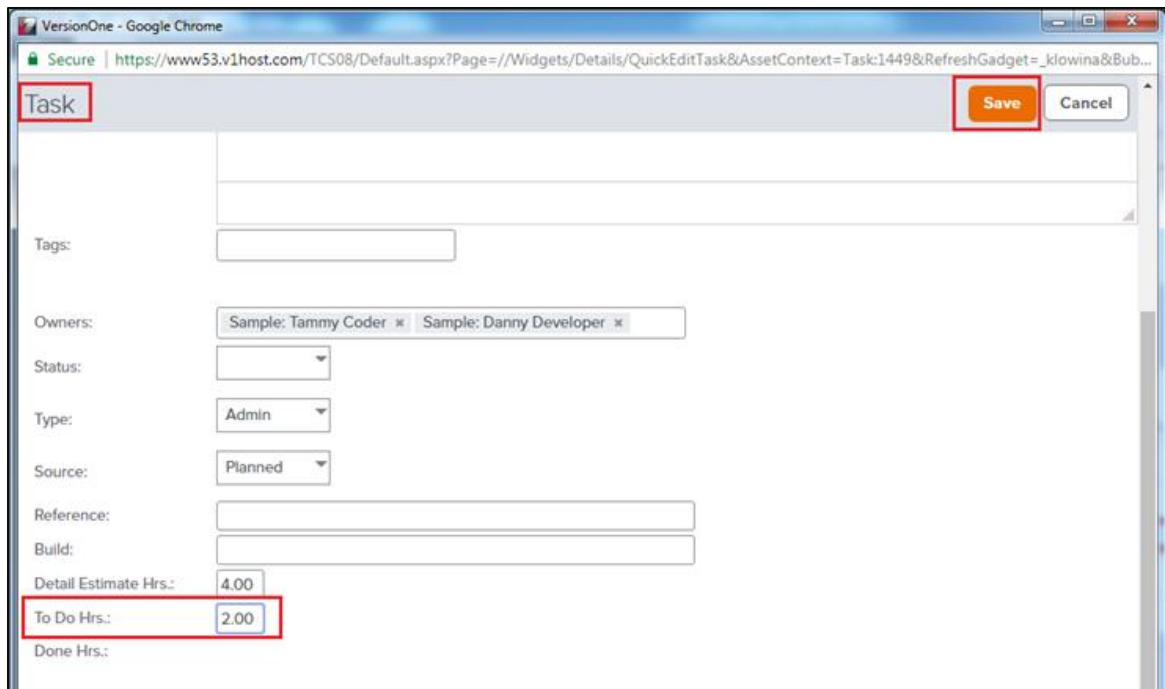 VersionOne - Google Chrome
Secure | https://www53.v1host.com/TCS08/Default.aspx?Page=//Widgets/Details/QuickEditTask&AssetContext=Task:1449&RefreshGadget=_klowina&Bub...
Task Save Cancel
Tags:
Owners: Sample: Tammy Coder × Sample: Danny Developer ×
Status:
Type: Admin
Source: Planned
Reference:
Build:
Detail Estimate Hrs.: 4.00
To Do Hrs.: 2.00
Done Hrs.: